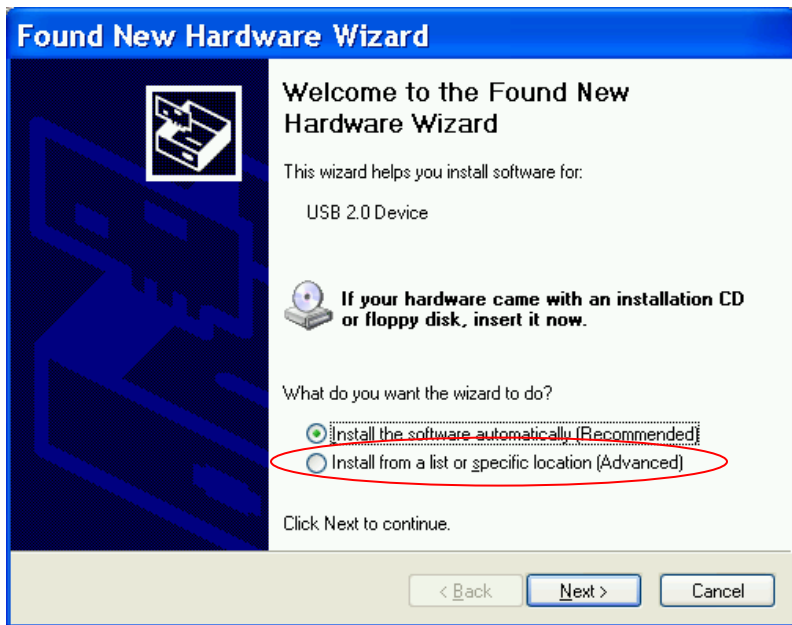 Found New Hardware Wizard
Welcome to the Found New
Hardware Wizard
This wizard helps you install software for:
USB 2.0 Device
If your hardware came with an installation CD
or floppy disk, insert it now.
What do you want the wizard to do?
Install the software automatically (Recommended)
Install from a list or specific location (Advanced)
Click Next to continue.
< Back Next > Cancel